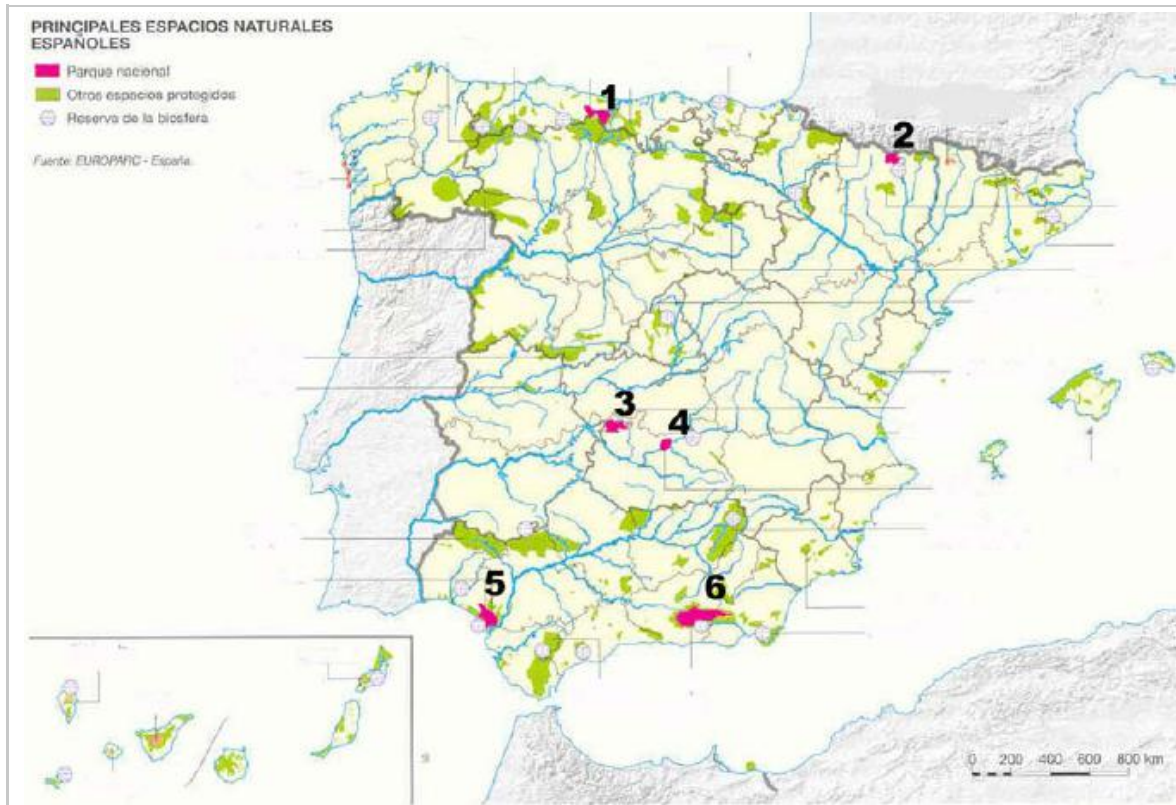 PRINCIPALES ESPACIOS NATURALES
ESPAÑOLES
Parque nacional
Otros espacios protegidos
Reserva de la biosfera
Fuente: EUROPARC - España.
1
2
3
4
5
6
0 200 400 600 800 km